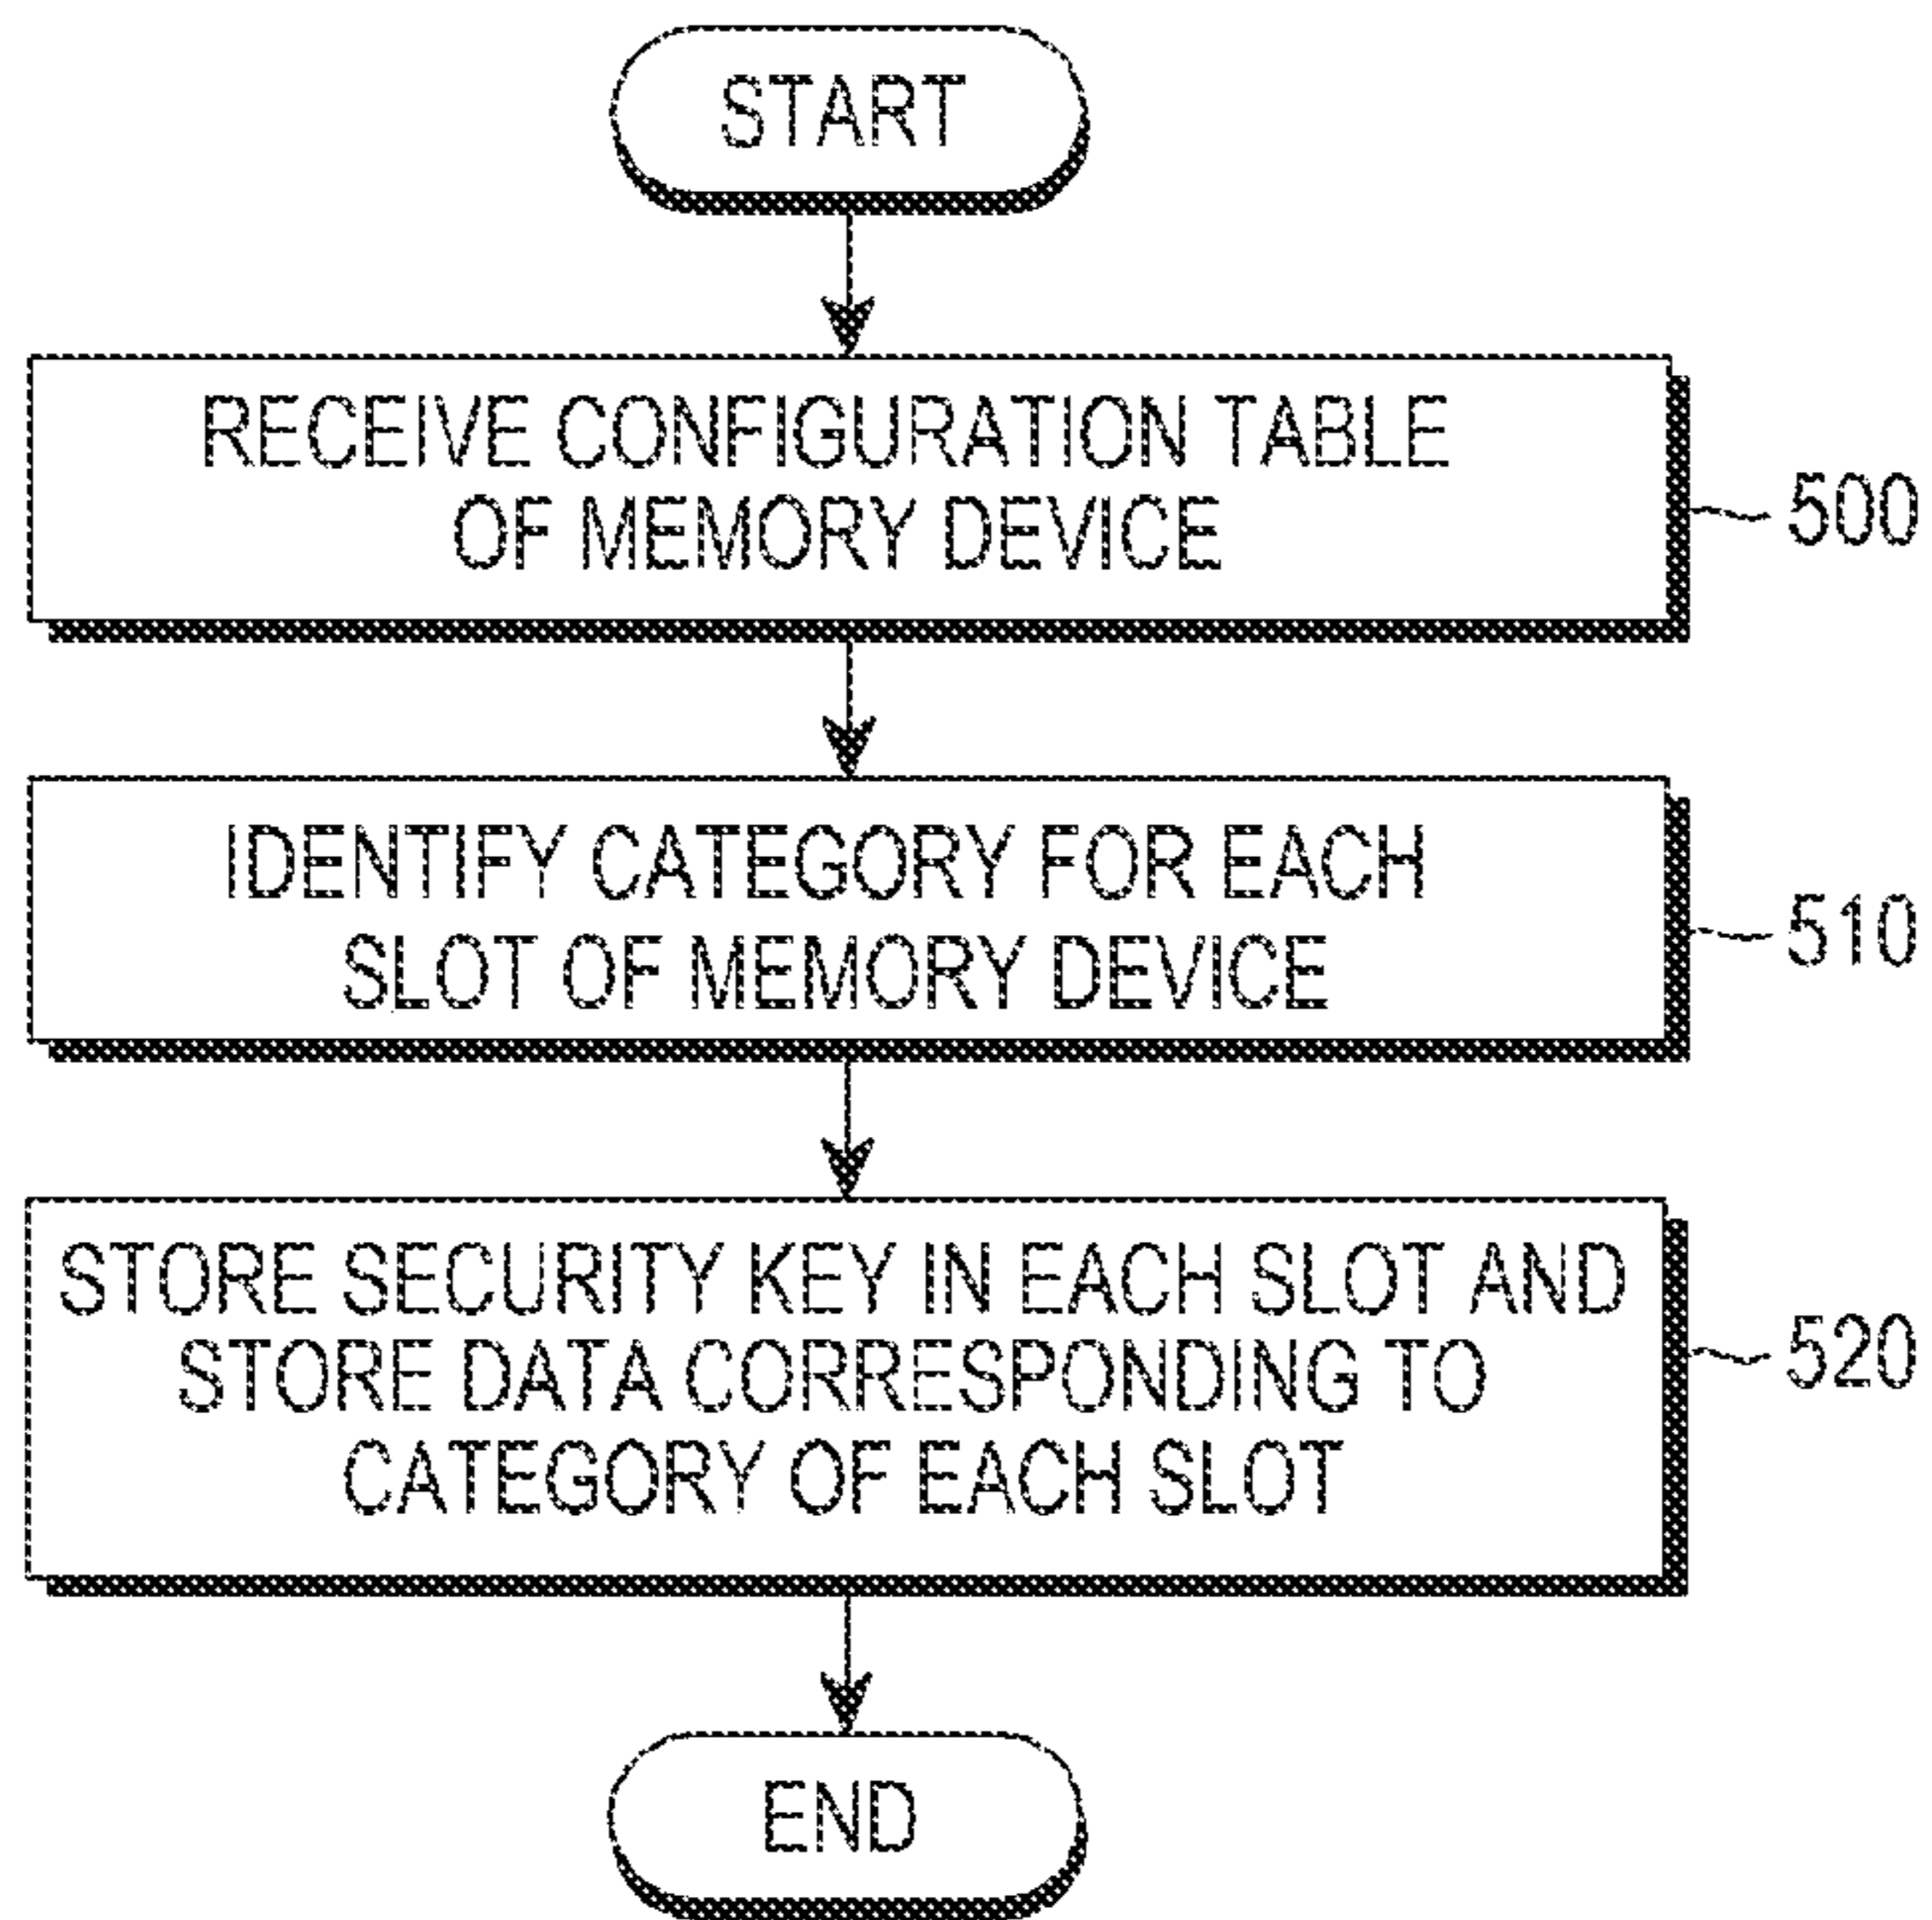 START
RECEIVE CONFIGURATION TABLE
OF MEMORY DEVICE
500
IDENTIFY CATEGORY FOR EACH
SLOT OF MEMORY DEVICE
510
STORE SECURITY KEY IN EACH SLOT AND
STORE DATA CORRESPONDING TO
CATEGORY OF EACH SLOT
520
END